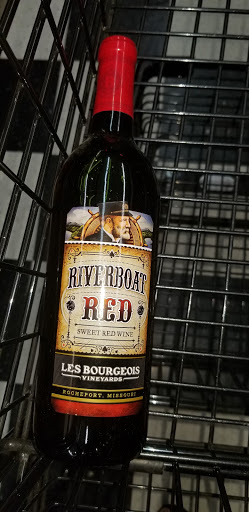 RIVERBOAT
RED
SWEET RED WINE
LES BOURGEOIS
VINEYARDS
ROCHEPORT, MISSOURI